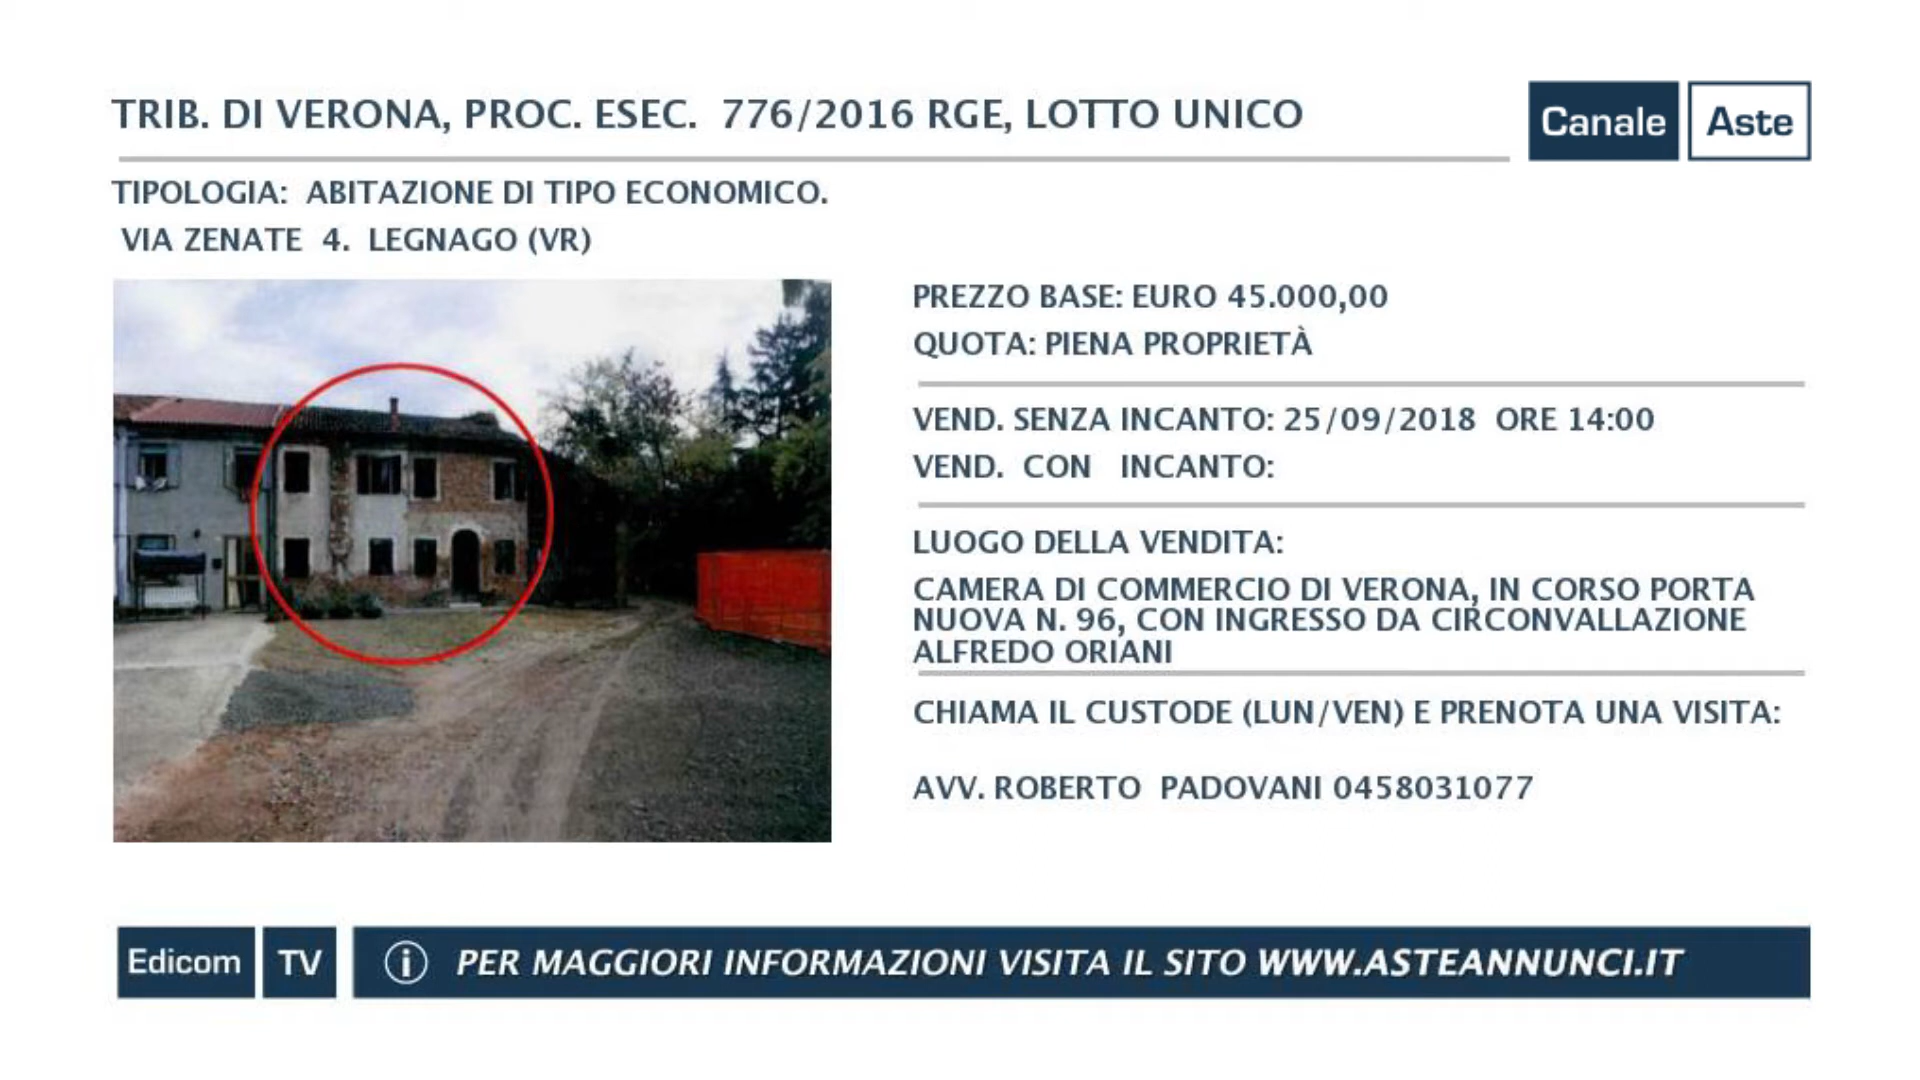 TRIB. DI VERONA, PROC. ESEC. 776/2016 RGE, LOTTO UNICO
Canale Aste
TIPOLOGIA: ABITAZIONE DI TIPO ECONOMICO.
VIA ZENATE 4. LEGNAGO (VR)
PREZZO BASE: EURO 45.000,00
QUOTA: PIENA PROPRIETÀ
VEND. SENZA INCANTO: 25/09/2018 ORE 14:00
VEND. CON INCANTO:
LUOGO DELLA VENDITA:
CAMERA DI COMMERCIO DI VERONA, IN CORSO PORTA
NUOVA N. 96, CON INGRESSO DA CIRCONVALLAZIONE
ALFREDO ORIANI
CHIAMA IL CUSTODE (LUN/VEN) E PRENOTA UNA VISITA:
AVV. ROBERTO PADOVANI 0458031077
Edicom TV
PER MAGGIORI INFORMAZIONI VISITA IL SITO WWW.ASTEANNUNCI.IT